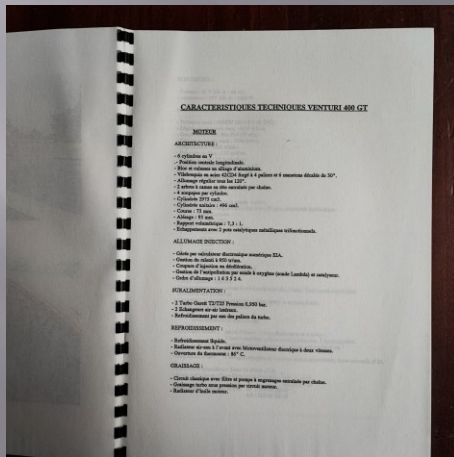 CARACTERISTIQUES TECHNIQUES VENTURI 400 GT
MOTEUR
ARCHITECTURE :
- 6 cylindres en V
- Position centrale longitudinale.
- Bloc et culasses en alliage d'aluminium.
- Vilebrequin en acier 42CD4 forgé à 4 paliers et 6 manetons décalés de 30°.
- Allumage régulier tous les 120°.
- 2 arbres à cames en tête entraînés par chaîne.
- 4 soupapes par cylindre.
- Cylindrée 2975 cm3.
- Cylindrée unitaire : 496 cm3.
- Course : 73 mm.
- Alésage : 93 mm.
- Rapport volumétrique : 7,3 : 1.
- Echappements avec 2 pots catalytiques métalliques trifonctionnels.
ALLUMAGE INJECTION :
- Gérés par calculateur électronique numérique EIA.
- Gestion du ralenti à 950 tr/mn.
- Coupure d'injection en décélération.
- Gestion de l'antipollution par sonde à oxygène (sonde Lambda) et catalyseur.
- Ordre d'allumage : 1 6 3 5 2 4.
SURALIMENTATION :
- 2 Turbo Garett T2/T25 Pression 0,950 bar.
- 2 Echangeurs air-air latéraux.
- Refroidissement par eau des paliers du turbo.
REFROIDISSEMENT :
- Refroidissement liquide.
- Radiateur air-eau à l'avant avec Motoventilateur électrique à deux vitesses.
- Ouverture du thermostat : 86° C.
GRAISSAGE :
- Circuit classique avec filtre et pompe à engrenages entraînée par chaîne.
- Graissage turbo sous pression par circuit moteur.
- Radiateur d'huile moteur.